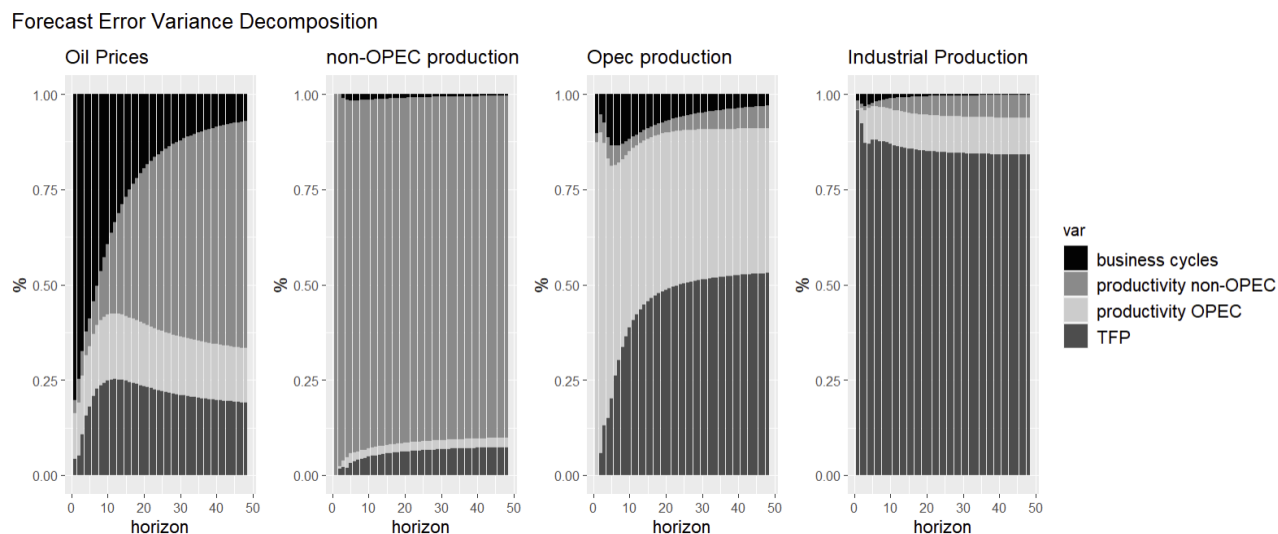 Forecast Error Variance Decomposition
Oil Prices
1.00
0.75
0.50
0.25
0.00
%
0 10 20 30 40 50
horizon
non-OPEC production
1.00
0.75
0.50
0.25
0.00
%
0 10 20 30 40 50
horizon
Opec production
1.00
0.75
0.50
0.25
0.00
%
0 10 20 30 40 50
horizon
Industrial Production
1.00
0.75
0.50
0.25
0.00
%
0 10 20 30 40 50
horizon
var
business cycles
productivity non-OPEC
productivity OPEC
TFP